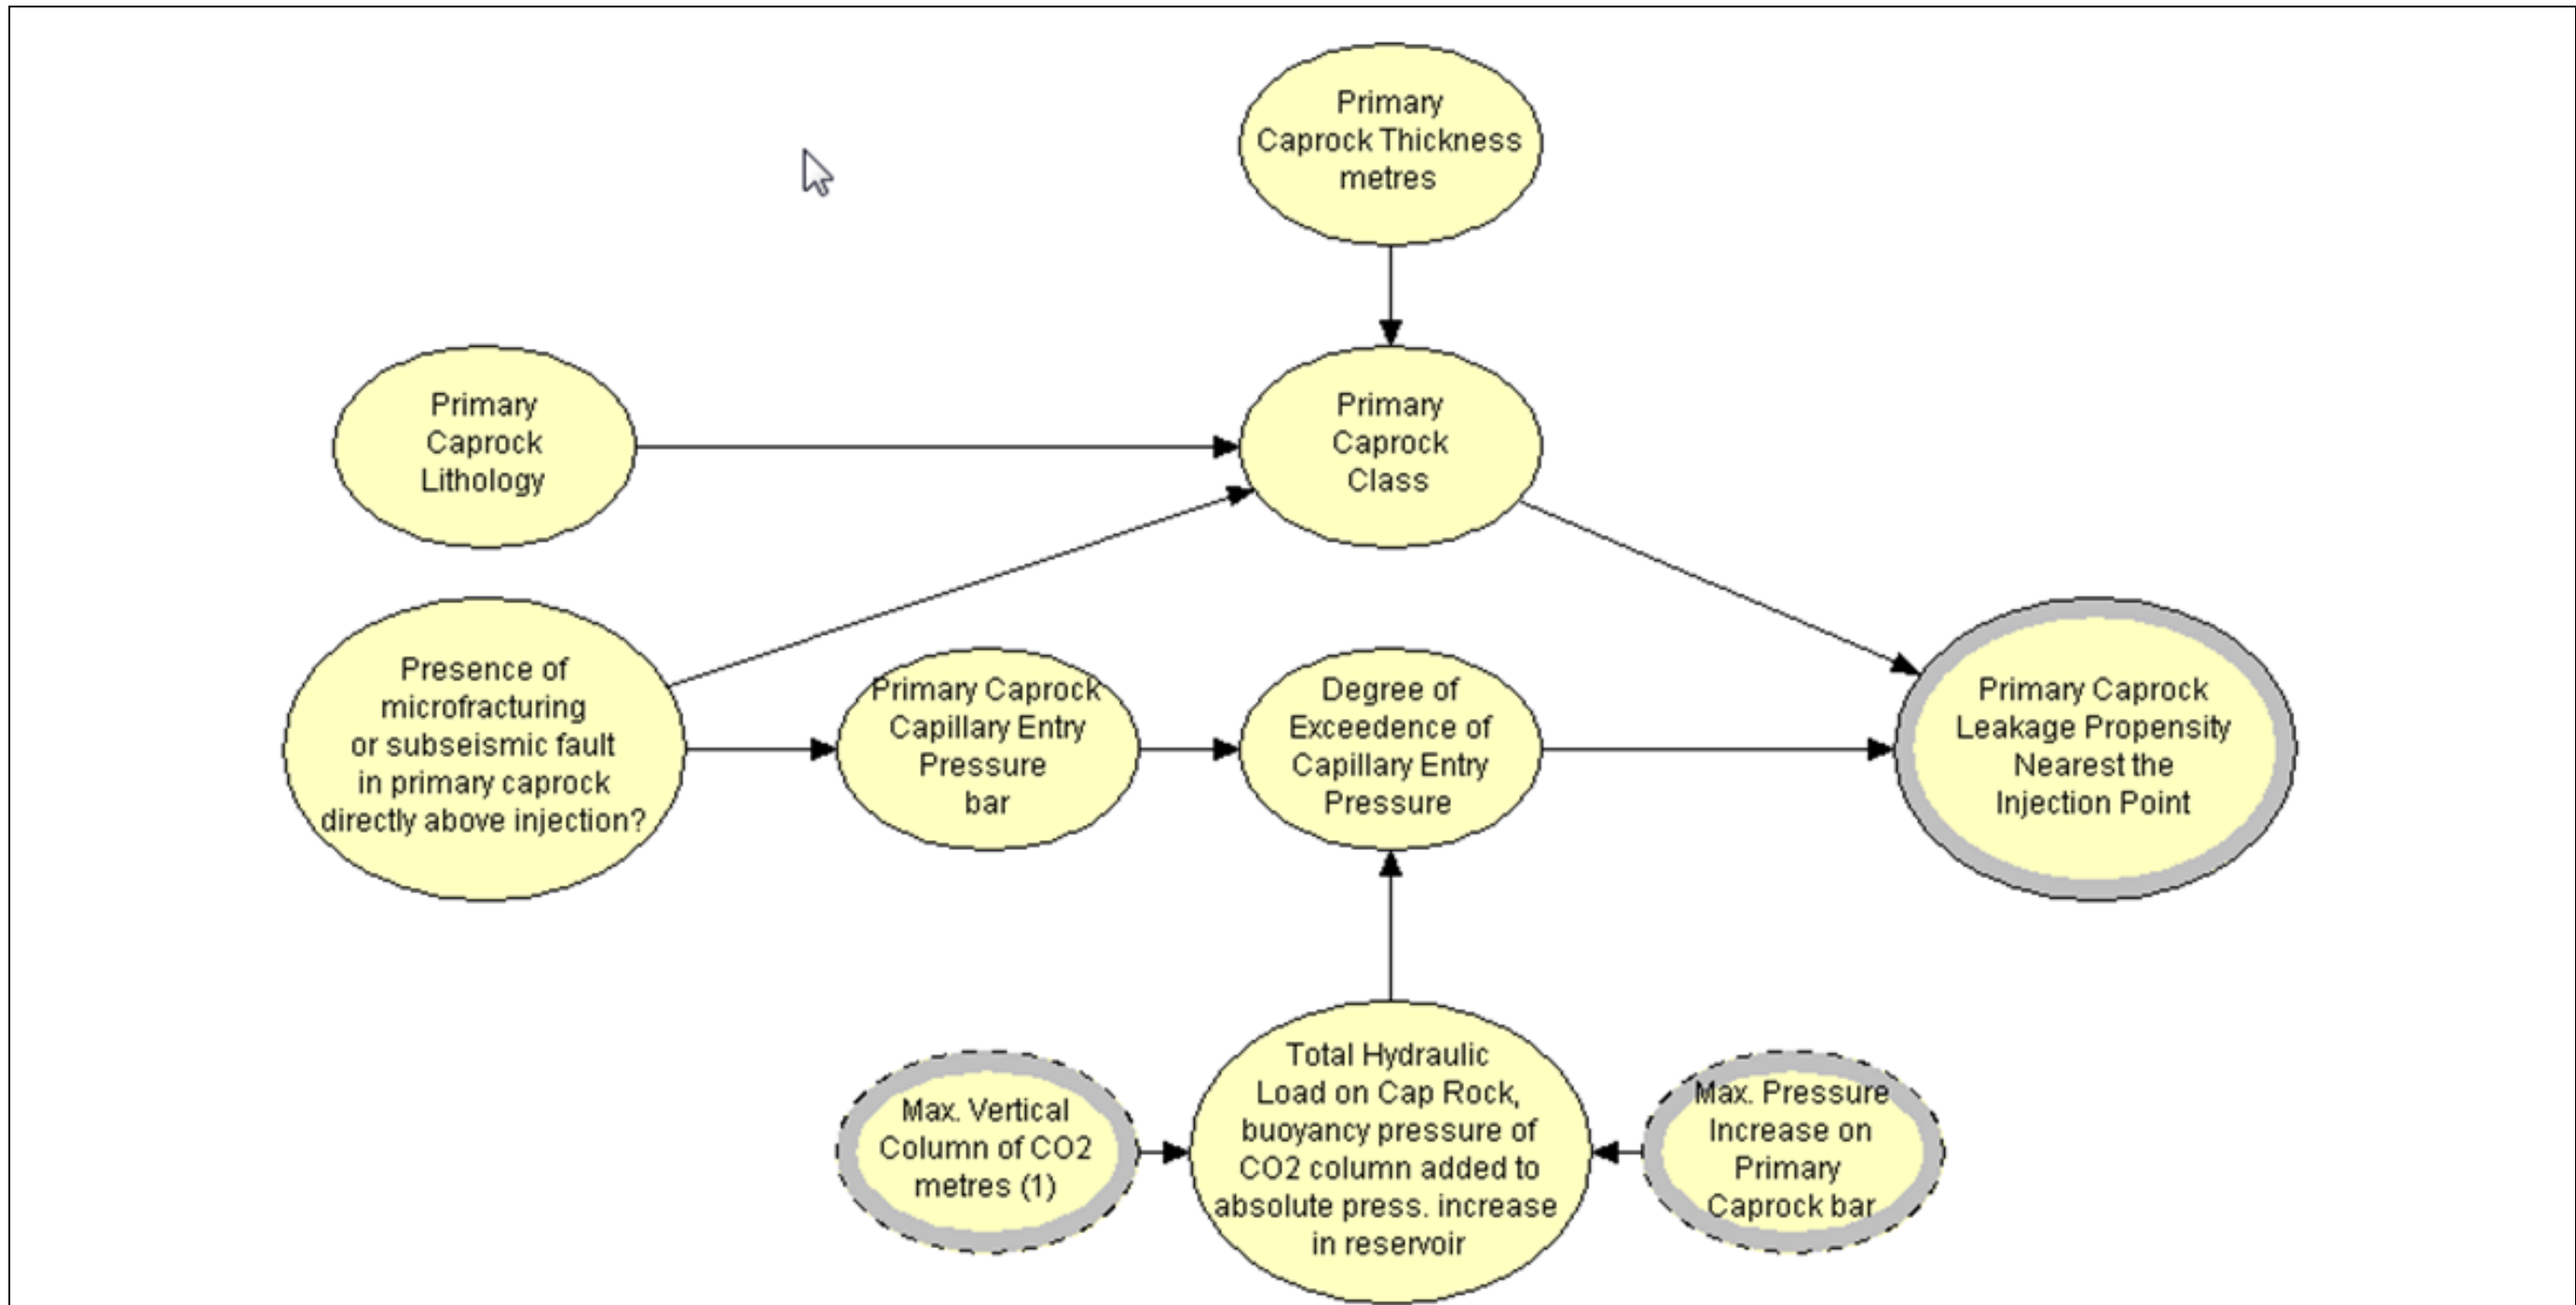 Primary
Caprock Thickness
metres
Primary
Caprock
Lithology
Primary
Caprock
Class
Presence of
microfracturing
or subseismic fault
in primary caprock
directly above injection?
Primary Caprock
Capillary Entry
Pressure
bar
Degree of
Exceedence of
Capillary Entry
Pressure
Primary Caprock
Leakage Propensity
Nearest the
Injection Point
Max. Vertical
Column of CO2
metres (1)
Total Hydraulic
Load on Cap Rock,
buoyancy pressure of
CO2 column added to
absolute press. increase
in reservoir
Max. Pressure
Increase on
Primary
Caprock bar